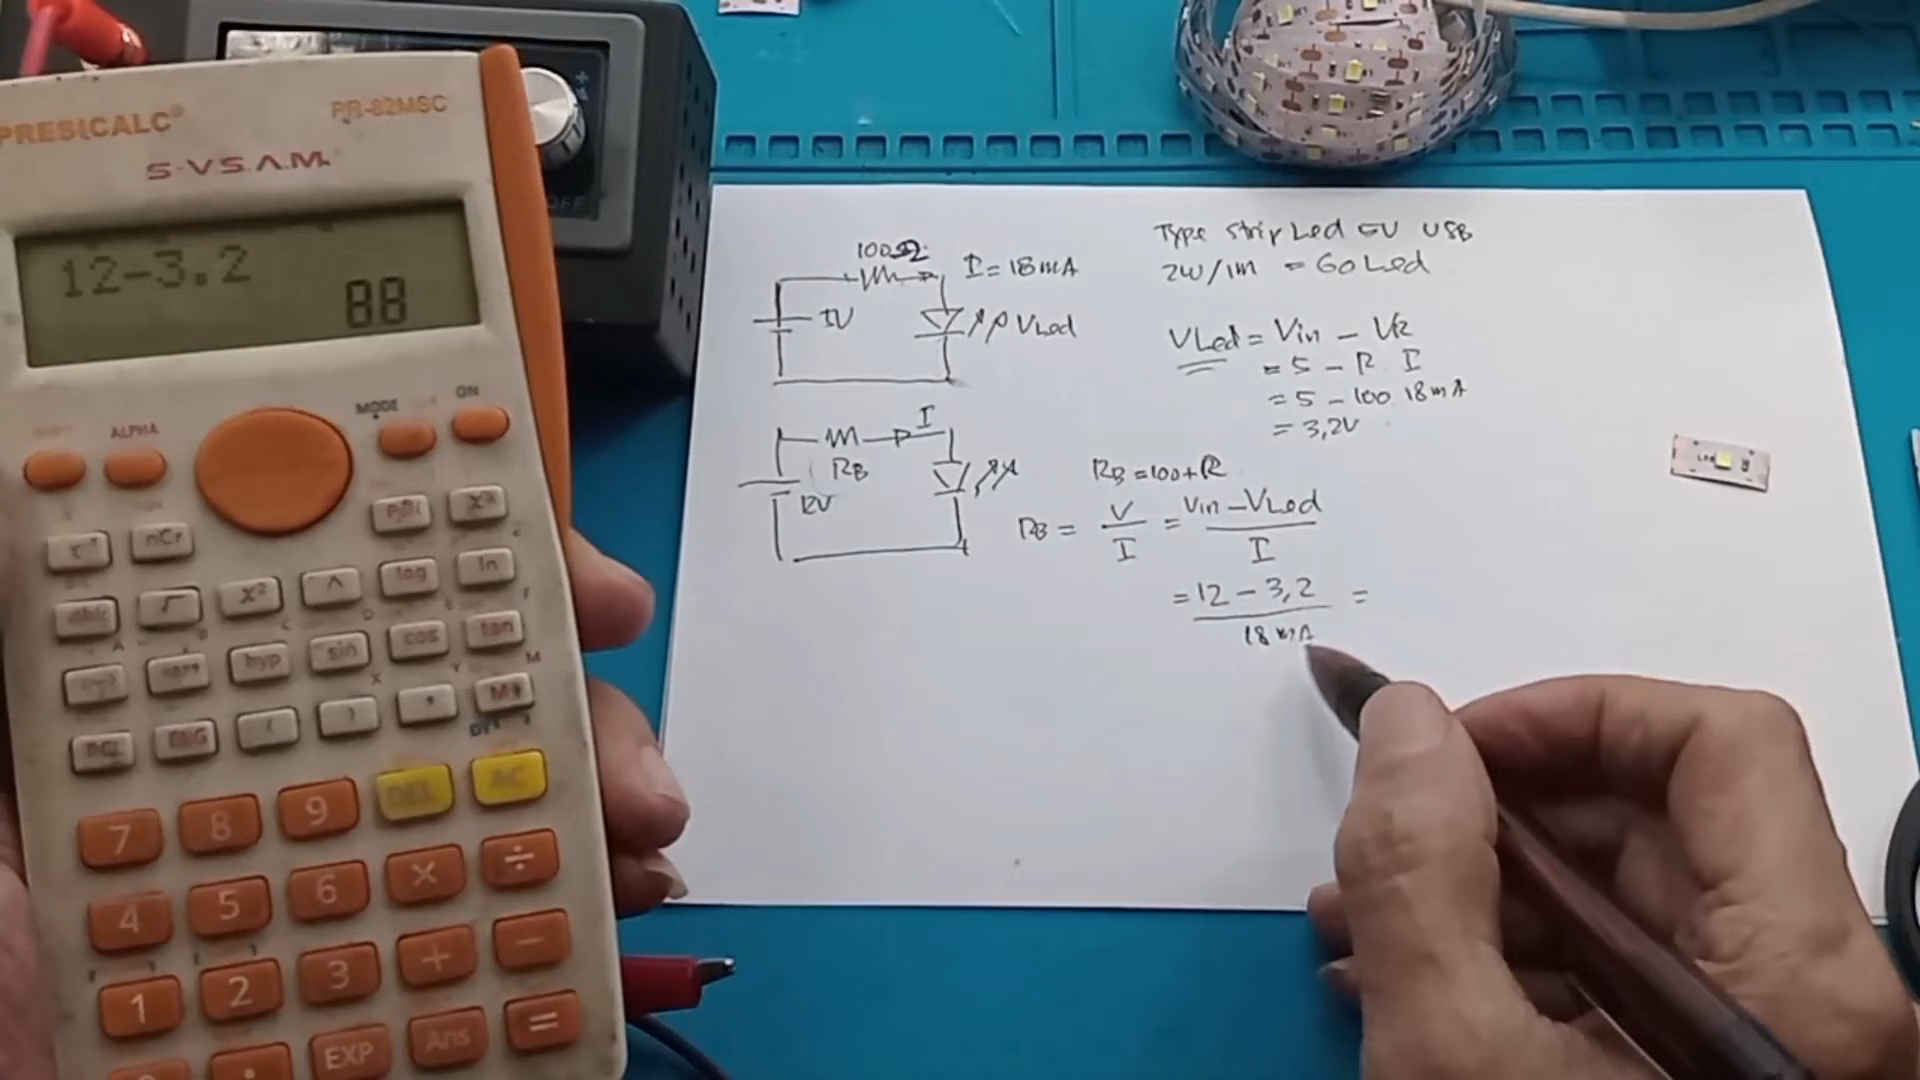 PRESICALC®
PR-82MSC
S·V·S·A·M
12-3.2
88
OFF
ALPHA
MODE
ON
nCr
x²
^
log
ln
hyp
sin
cos
tan
(
)
,
M+
RCL
ENG
7
8
9
DEL
AC
4
5
6
×
÷
1
2
3
+
−
EXP
Ans
=
100Ω
I = 18mA
VLed
RB
I
Type strip Led 5V USB
2W/1M = 60 Led
VLed = Vin - VR
= 5 - R I
= 5 - 100 18mA
= 3,2V
RB = 100 + R
RB = V/I = Vin - VLed / I
= 12 - 3,2 / 18mA =